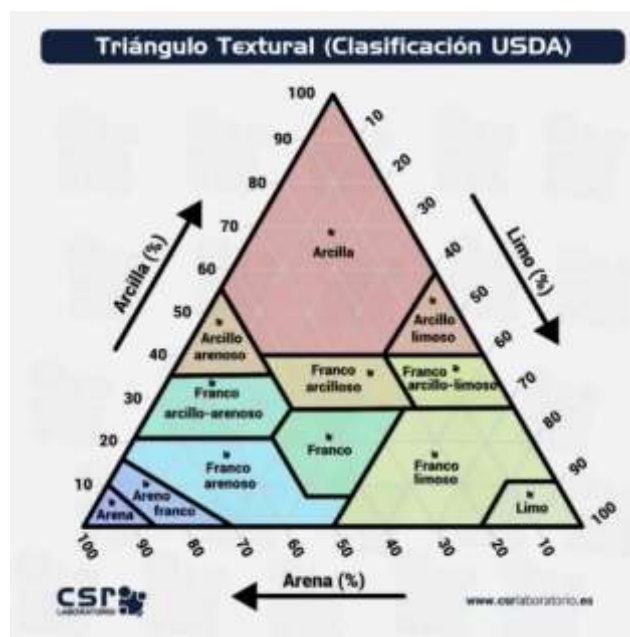 Triángulo Textural (Clasificación USDA)
100
90
80
70
60
50
40
30
20
10
Arcilla (%)
10
20
30
40
50
60
70
80
90
100
Limo (%)
Arcilla
Arcillo
arenoso
Arcillo
limoso
Franco
arcilloso
Franco
arcillo-limoso
Franco
arcillo-arenoso
Franco
Franco
arenoso
Franco
limoso
Areno
franco
Arena
Limo
100
90
80
70
60
50
40
30
20
10
Arena (%)
CSR
LABORATORIO
www.csrlaboratorio.es